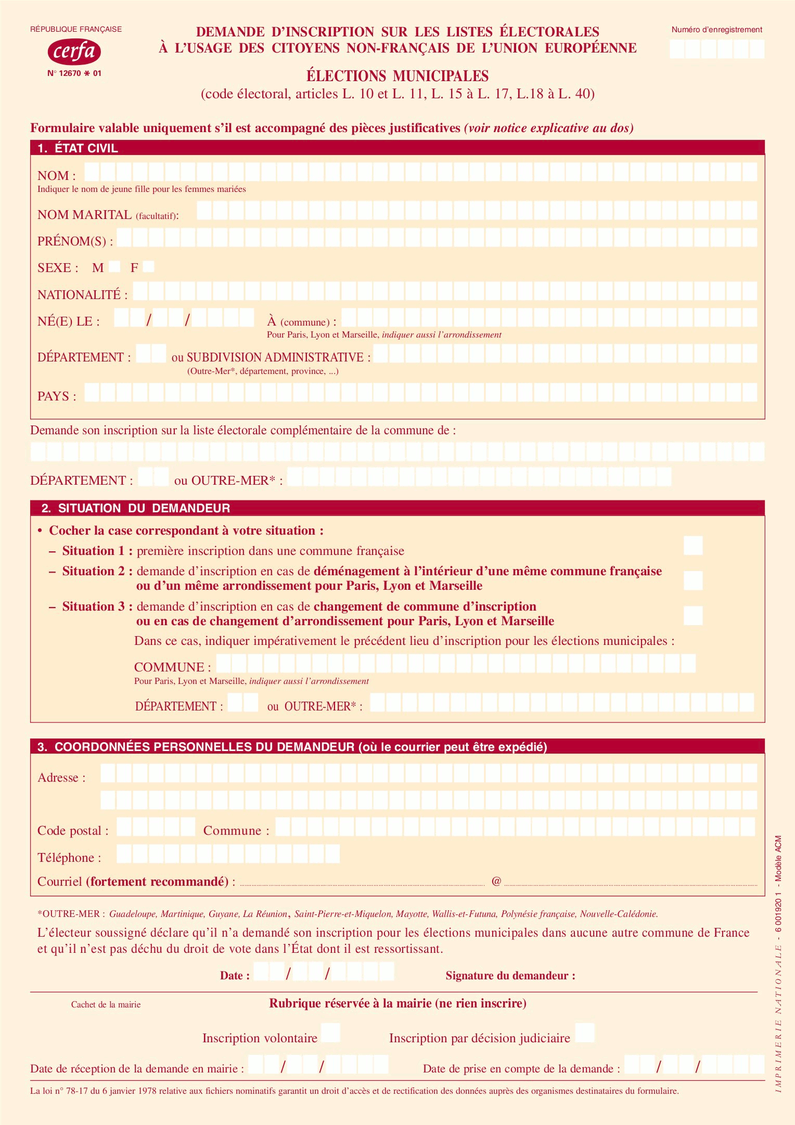 RÉPUBLIQUE FRANÇAISE
cerfa
N° 12670 ✱ 01
DEMANDE D'INSCRIPTION SUR LES LISTES ÉLECTORALES
À L'USAGE DES CITOYENS NON-FRANÇAIS DE L'UNION EUROPÉENNE
Numéro d'enregistrement
ÉLECTIONS MUNICIPALES
(code électoral, articles L. 10 et L. 11, L. 15 à L. 17, L.18 à L. 40)
Formulaire valable uniquement s'il est accompagné des pièces justificatives (voir notice explicative au dos)
1. ÉTAT CIVIL
NOM :
Indiquer le nom de jeune fille pour les femmes mariées
NOM MARITAL (facultatif):
PRÉNOM(S) :
SEXE : M F
NATIONALITÉ :
NÉ(E) LE : / / À (commune) :
Pour Paris, Lyon et Marseille, indiquer aussi l'arrondissement
DÉPARTEMENT : ou SUBDIVISION ADMINISTRATIVE :
(Outre-Mer*, département, province, ...)
PAYS :
Demande son inscription sur la liste électorale complémentaire de la commune de :
DÉPARTEMENT : ou OUTRE-MER* :
2. SITUATION DU DEMANDEUR
• Cocher la case correspondant à votre situation :
– Situation 1 : première inscription dans une commune française
– Situation 2 : demande d'inscription en cas de déménagement à l'intérieur d'une même commune française
ou d'un même arrondissement pour Paris, Lyon et Marseille
– Situation 3 : demande d'inscription en cas de changement de commune d'inscription
ou en cas de changement d'arrondissement pour Paris, Lyon et Marseille
Dans ce cas, indiquer impérativement le précédent lieu d'inscription pour les élections municipales :
COMMUNE :
Pour Paris, Lyon et Marseille, indiquer aussi l'arrondissement
DÉPARTEMENT : ou OUTRE-MER* :
3. COORDONNÉES PERSONNELLES DU DEMANDEUR (où le courrier peut être expédié)
Adresse :
Code postal : Commune :
Téléphone :
Courriel (fortement recommandé) : @
*OUTRE-MER : Guadeloupe, Martinique, Guyane, La Réunion, Saint-Pierre-et-Miquelon, Mayotte, Wallis-et-Futuna, Polynésie française, Nouvelle-Calédonie.
L'électeur soussigné déclare qu'il n'a demandé son inscription pour les élections municipales dans aucune autre commune de France
et qu'il n'est pas déchu du droit de vote dans l'État dont il est ressortissant.
Date : / / Signature du demandeur :
Cachet de la mairie
Rubrique réservée à la mairie (ne rien inscrire)
Inscription volontaire Inscription par décision judiciaire
Date de réception de la demande en mairie : / / Date de prise en compte de la demande : / /
La loi n° 78-17 du 6 janvier 1978 relative aux fichiers nominatifs garantit un droit d'accès et de rectification des données auprès des organismes destinataires du formulaire.
IMPRIMERIE NATIONALE - 6 001920 1 - Modèle ACM